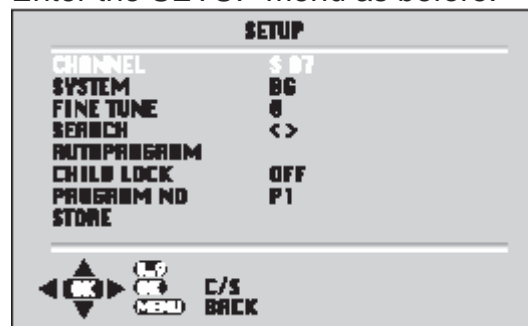 Enter the SETUP menu as before.
SETUP
CHANNEL S 07
SYSTEM BG
FINE TUNE 0
SEARCH < >
AUTOPROGRAM
CHILD LOCK OFF
PROGRAM NO P1
STORE
OK C/S
MENU BACK